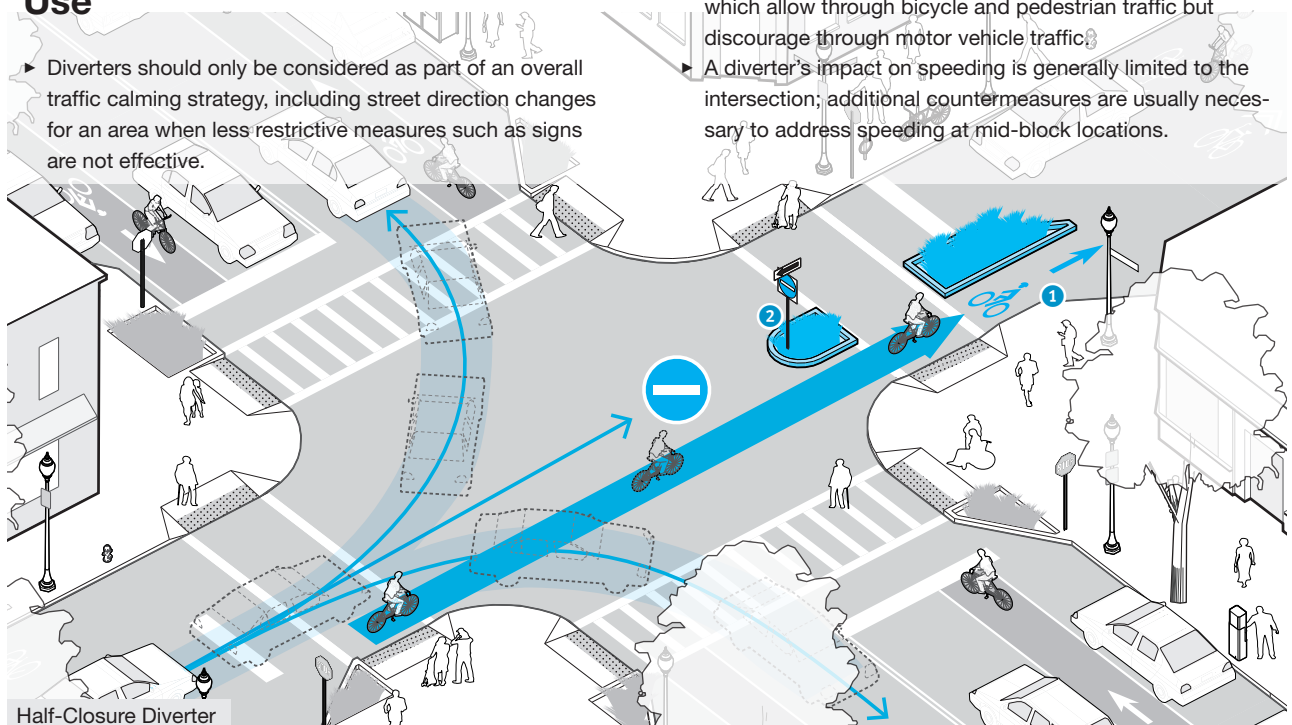 Use
► Diverters should only be considered as part of an overall
traffic calming strategy, including street direction changes
for an area when less restrictive measures such as signs
are not effective.
which allow through bicycle and pedestrian traffic but
discourage through motor vehicle traffic.
► A diverter's impact on speeding is generally limited to the
intersection; additional countermeasures are usually neces-
sary to address speeding at mid-block locations.
1
2
Half-Closure Diverter